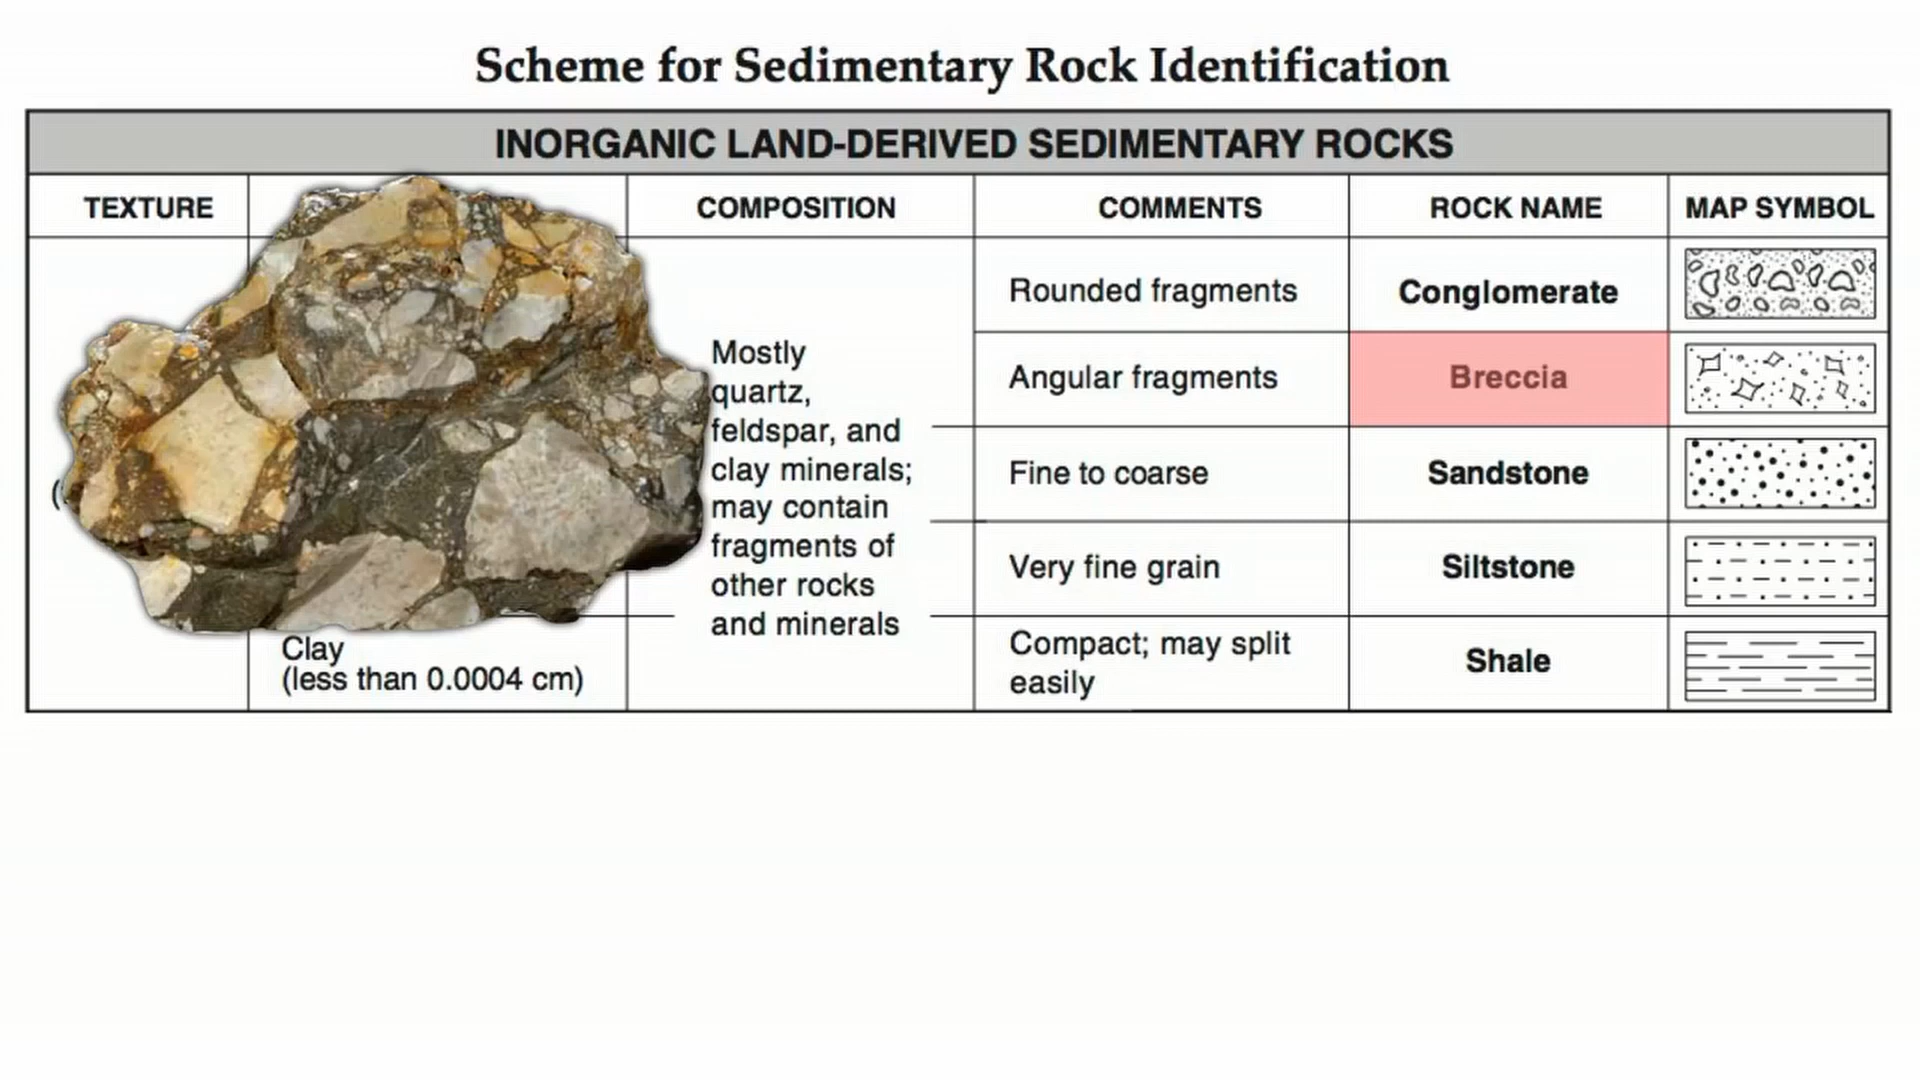 Scheme for Sedimentary Rock Identification
INORGANIC LAND-DERIVED SEDIMENTARY ROCKS
TEXTURE
COMPOSITION
COMMENTS
ROCK NAME
MAP SYMBOL
Clay
(less than 0.0004 cm)
Mostly
quartz,
feldspar, and
clay minerals;
may contain
fragments of
other rocks
and minerals
Rounded fragments
Conglomerate
Angular fragments
Breccia
Fine to coarse
Sandstone
Very fine grain
Siltstone
Compact; may split
easily
Shale